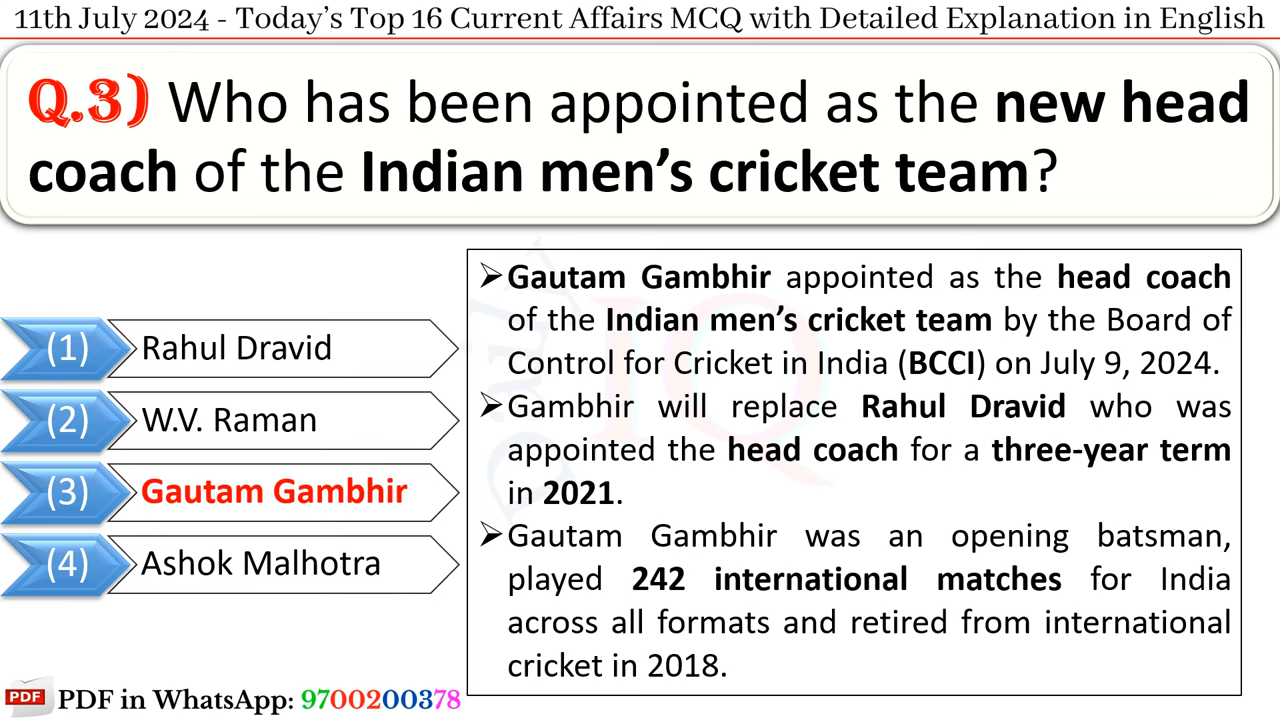 11th July 2024 - Today’s Top 16 Current Affairs MCQ with Detailed Explanation in English
Q.3) Who has been appointed as the new head
coach of the Indian men’s cricket team?
(1) Rahul Dravid
(2) W.V. Raman
(3) Gautam Gambhir
(4) Ashok Malhotra
➢Gautam Gambhir appointed as the head coach
of the Indian men’s cricket team by the Board of
Control for Cricket in India (BCCI) on July 9, 2024.
➢Gambhir will replace Rahul Dravid who was
appointed the head coach for a three-year term
in 2021.
➢Gautam Gambhir was an opening batsman,
played 242 international matches for India
across all formats and retired from international
cricket in 2018.
Daily
IQ
PDF PDF in WhatsApp: 9700200378